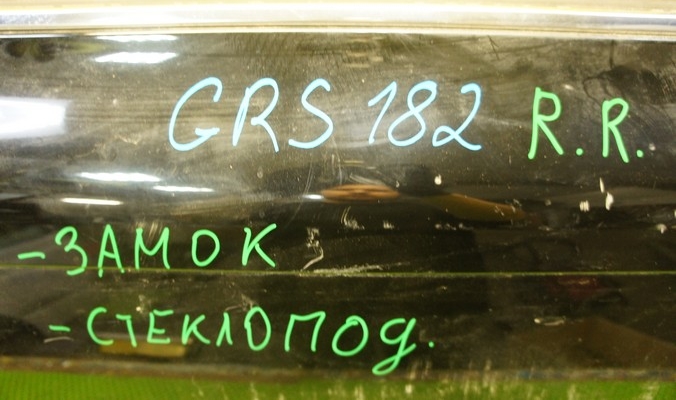 GRS 182 R.R.
- ЗАМОК
- СТЕКЛОПОД.